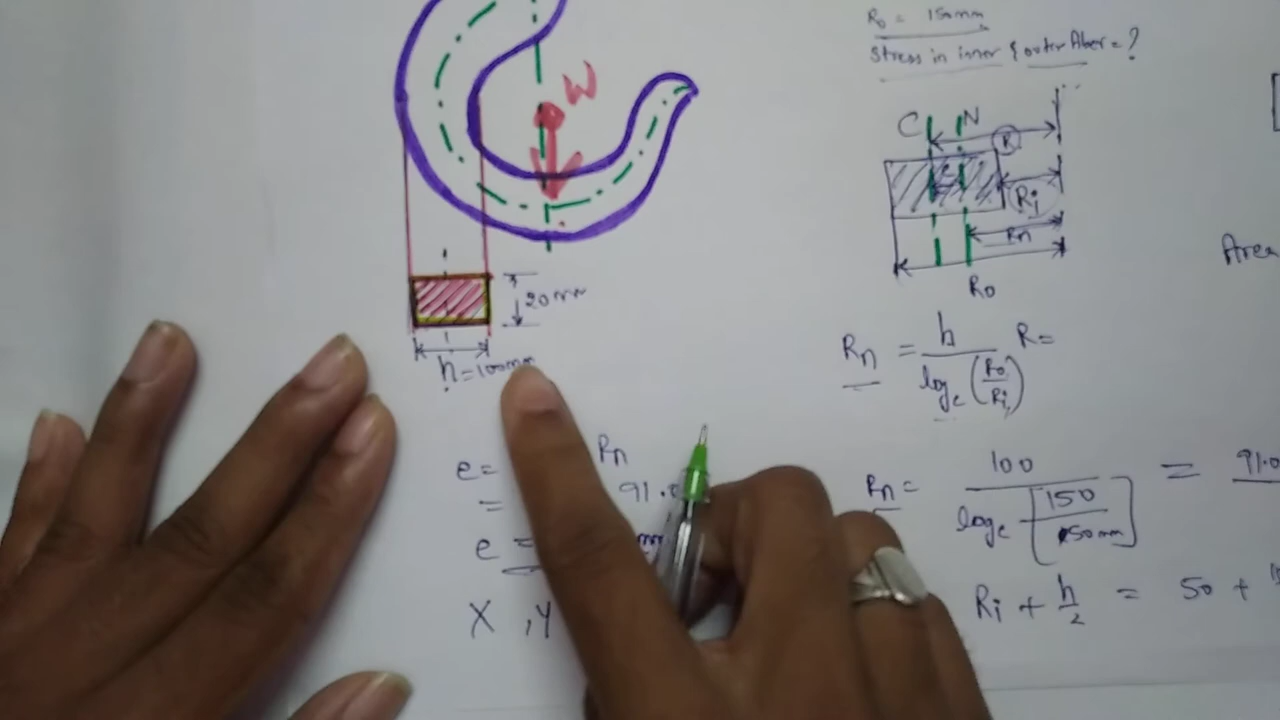 R₀ = 150mm
Stress in inner & outer fiber = ?
W
C N
R
e
Ri
Rn
R₀
Area
20mm
h=100mm
Rn = h / logₑ (R₀/Ri) R=
e= Rn
= 91.0
e = mm
X , Y
Rn = 100 / logₑ [150 / 50mm] = 91.0
Ri + h/2 = 50 +